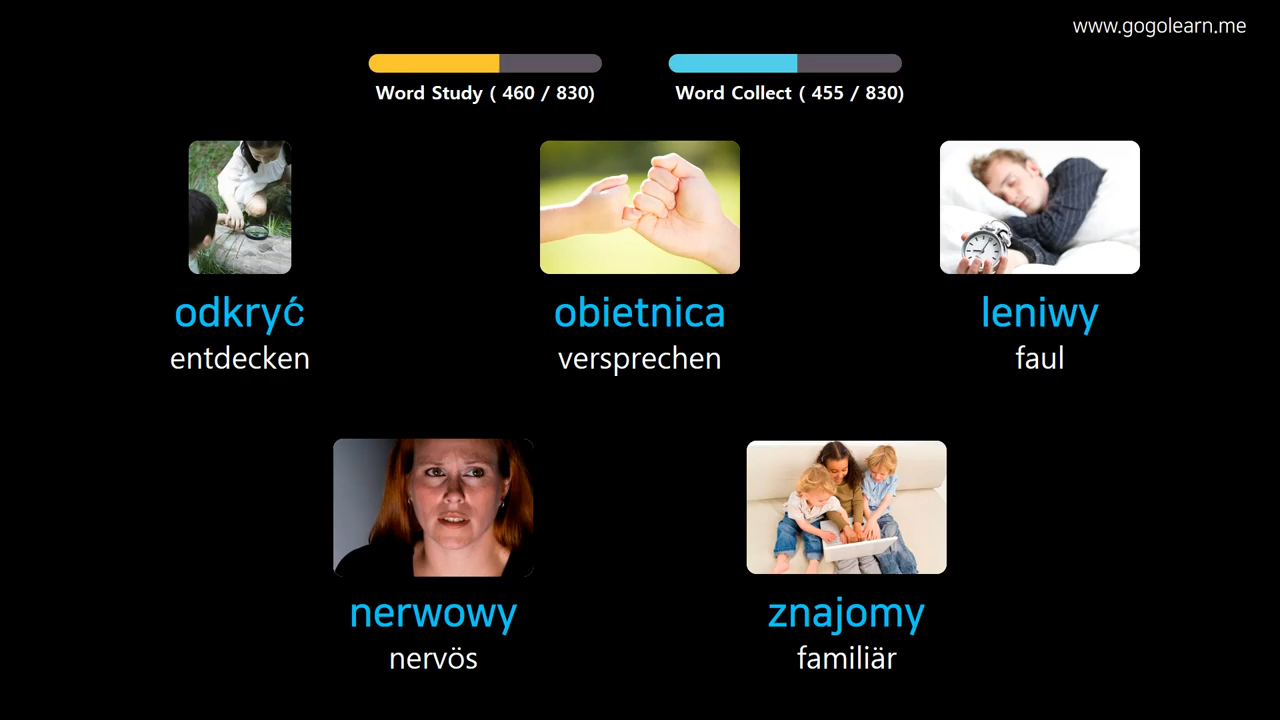 www.gogolearn.me
Word Study ( 460 / 830)
Word Collect ( 455 / 830)
odkryć
entdecken
obietnica
versprechen
leniwy
faul
nerwowy
nervös
znajomy
familiär